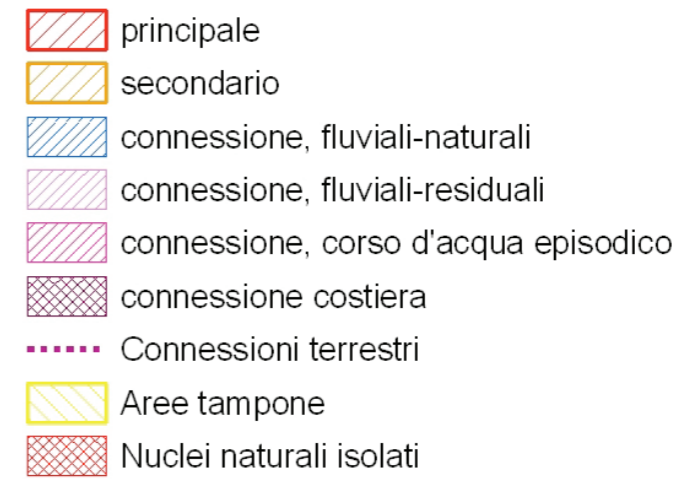 principale
secondario
connessione, fluviali-naturali
connessione, fluviali-residuali
connessione, corso d'acqua episodico
connessione costiera
Connessioni terrestri
Aree tampone
Nuclei naturali isolati